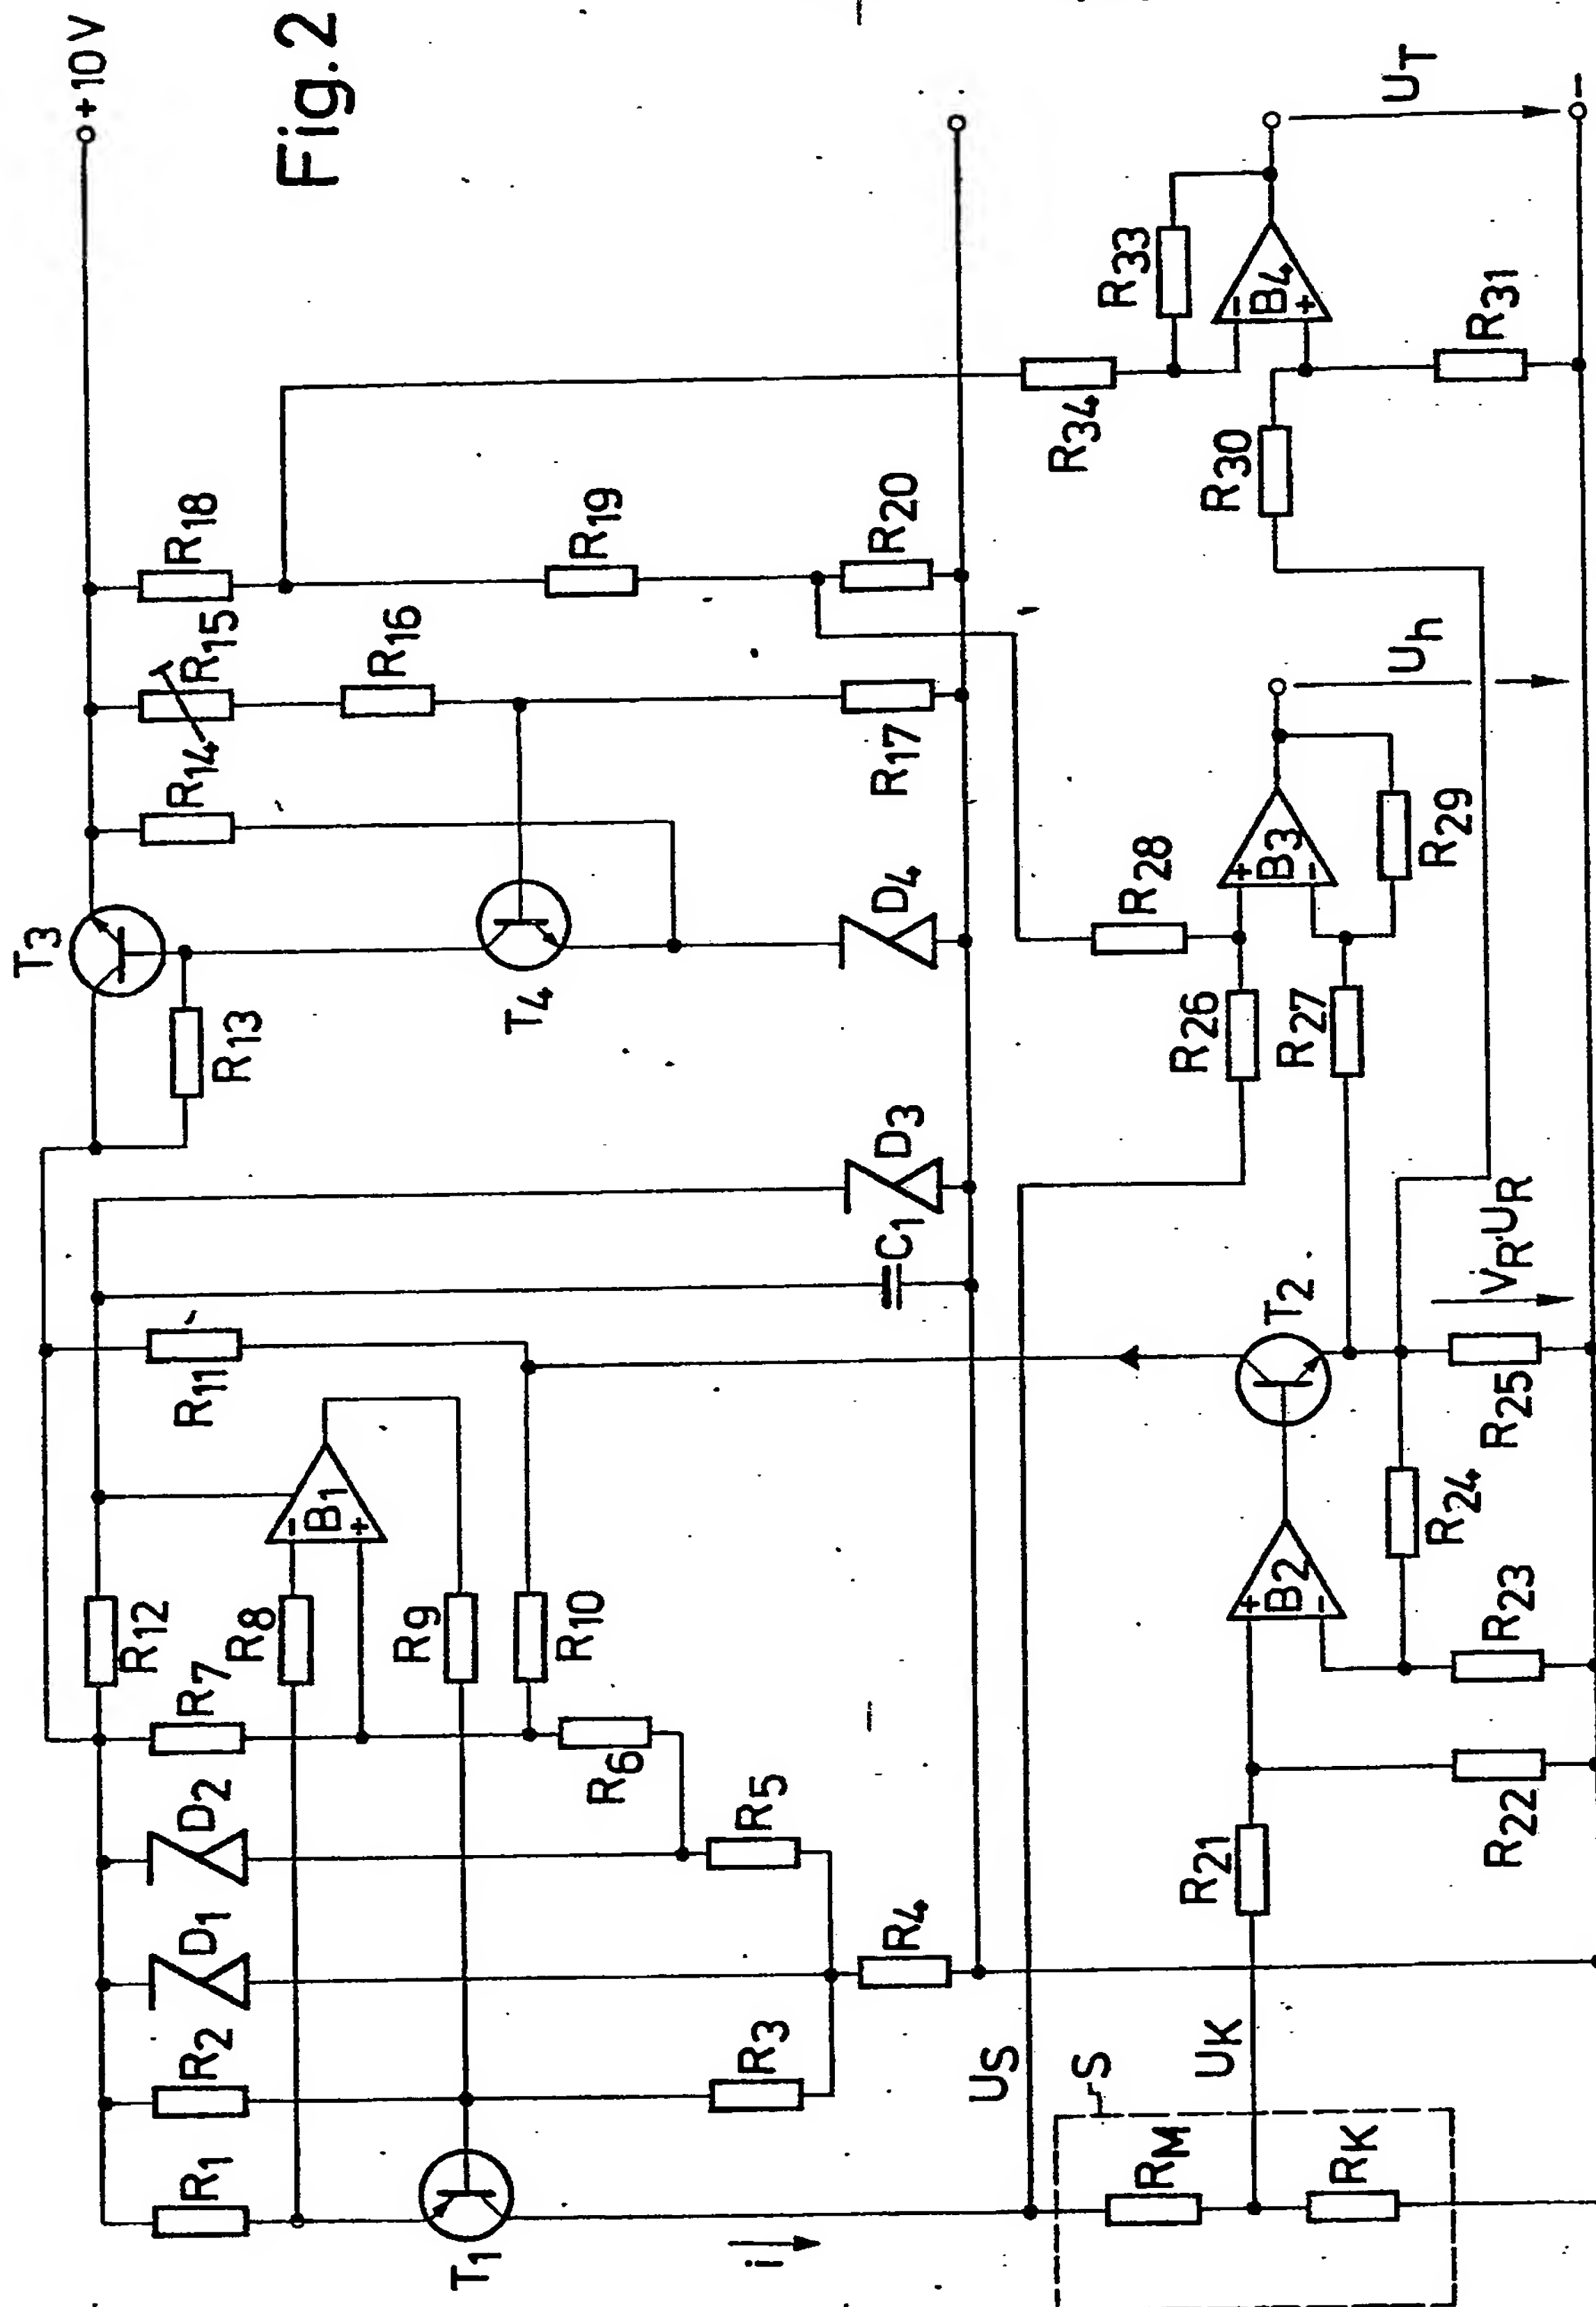 +10V
Fig.2
T3
R18
R15
R14
R16
R19
R20
R17
R13
T4
D4
D3
C1
R11
R12
R7
R8
B1
- +
R9
R10
R6
D2
D1
R5
R2
R3
R4
R1
T1
i
US
S
UK
RM
RK
R21
R22
B2
+ -
R23
R24
T2
R25
VR·UR
R26
R27
R28
B3
+ -
R29
Uh
R30
R34
R33
B4
- +
R31
UT
-